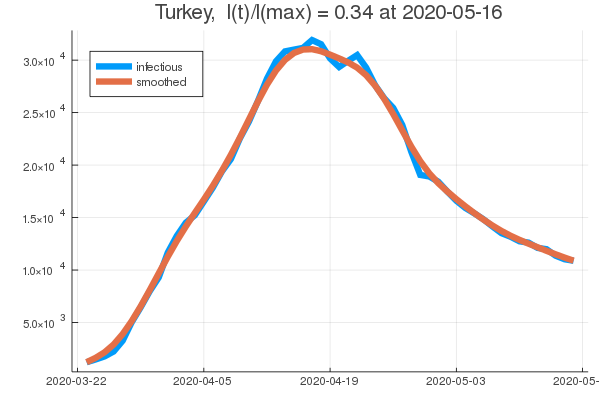 Turkey, I(t)/I(max) = 0.34 at 2020-05-16
infectious
smoothed
3.0×10 4
2.5×10 4
2.0×10 4
1.5×10 4
1.0×10 4
5.0×10 3
2020-03-22 2020-04-05 2020-04-19 2020-05-03 2020-05-